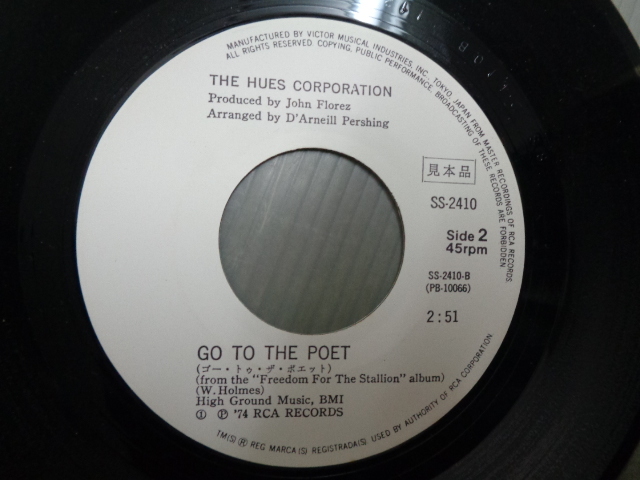 MANUFACTURED BY VICTOR MUSICAL INDUSTRIES, INC. TOKYO, JAPAN FROM MASTER RECORDINGS OF RCA RECORDS.
ALL RIGHTS RESERVED. COPYING, PUBLIC PERFORMANCE, BROADCASTING OF THESE RECORDS ARE FORBIDDEN
THE HUES CORPORATION
Produced by John Florez
Arranged by D'Arneill Pershing
見本品
SS-2410
Side 2
45rpm
SS-2410-B
(PB-10066)
2:51
GO TO THE POET
(ゴー・トゥ・ザ・ポエット)
(from the "Freedom For The Stallion" album)
(W. Holmes)
High Ground Music, BMI
Ⓟ '74 RCA RECORDS
TM(S) ® REG MARCA(S) REGISTRADA(S) USED BY AUTHORITY OF RCA CORPORATION.